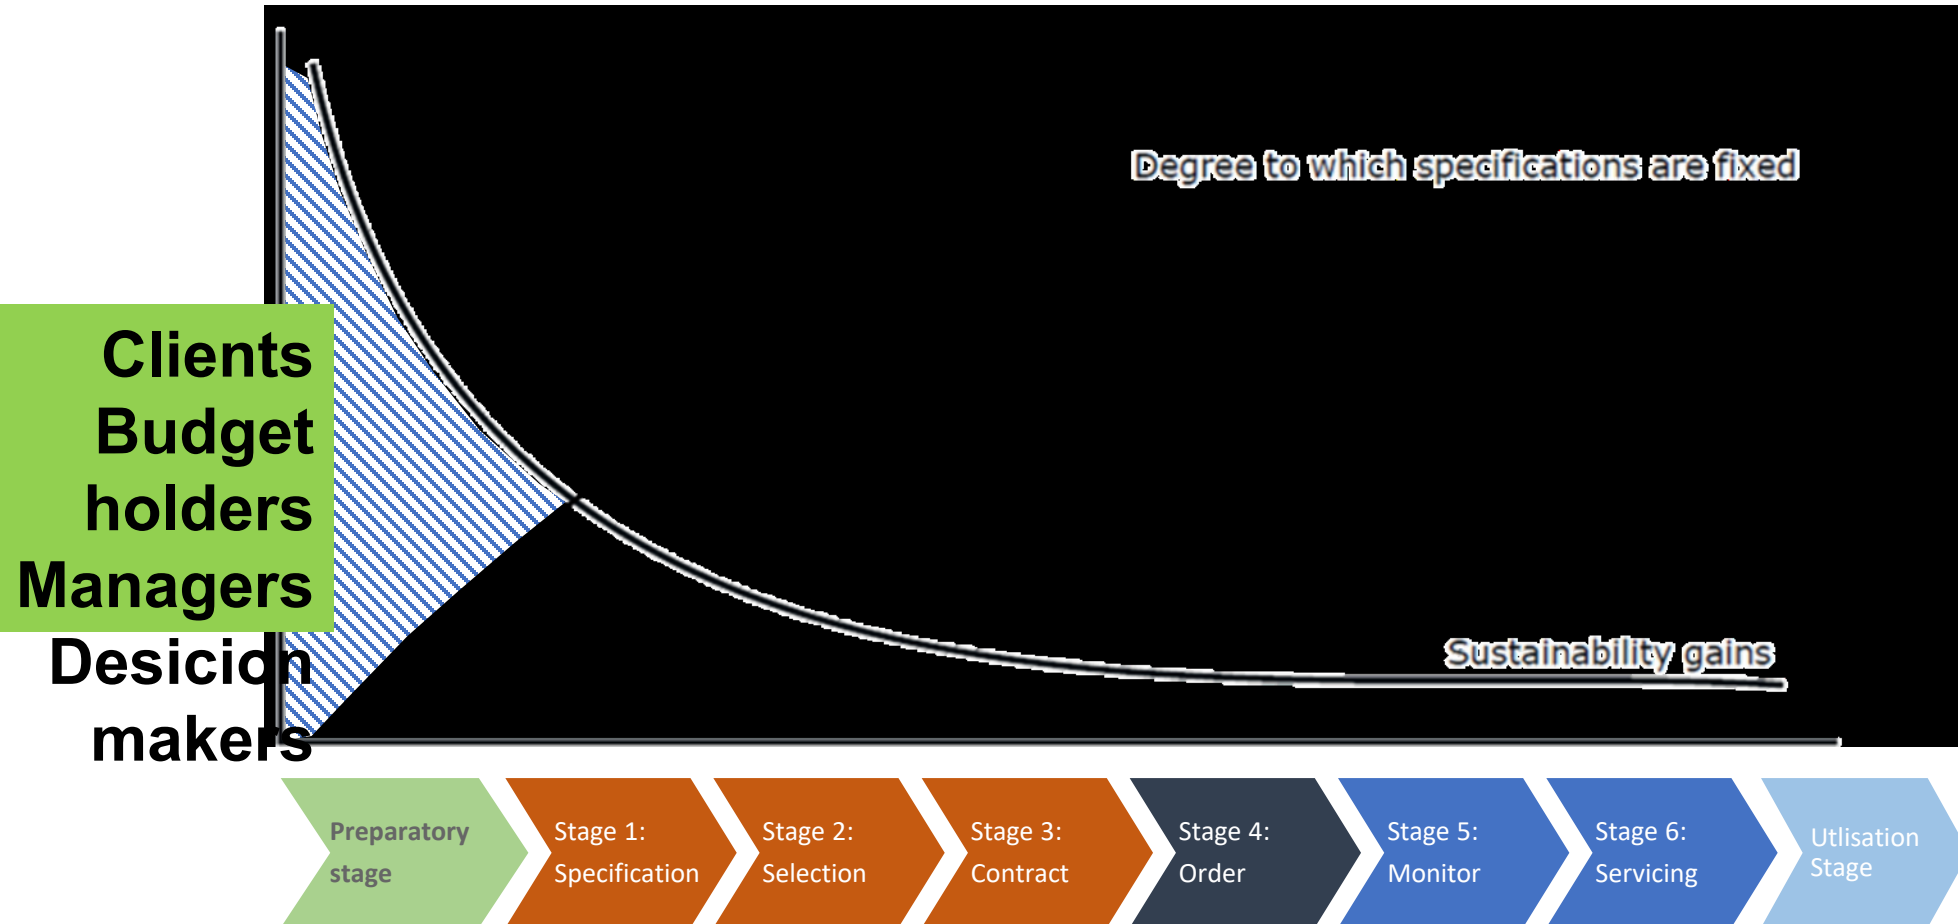 Degree to which specifications are fixed
Clients
Budget
holders
Managers
Desicion
makers
Sustainability gains
Preparatory
stage
Stage 1:
Specification
Stage 2:
Selection
Stage 3:
Contract
Stage 4:
Order
Stage 5:
Monitor
Stage 6:
Servicing
Utlisation
Stage